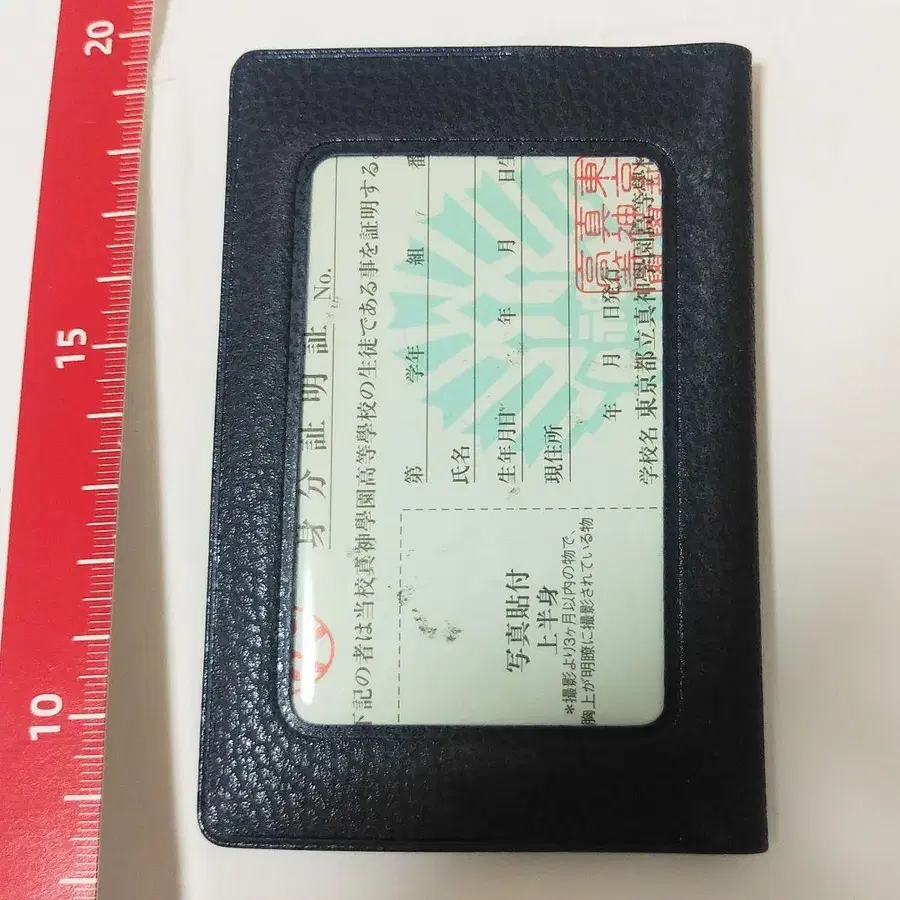 身分証明証
No.
下記の者は当校真神學園高等學校の生徒である事を証明する。
第 学年 組 番
氏名
生年月日 年 月 日生
現住所
年 月 日発行
学校名 東京都立真神學園高等學校
写真貼付
上半身
*撮影より3ヶ月以内の物で、
胸上が明瞭に撮影されている物
20
15
10